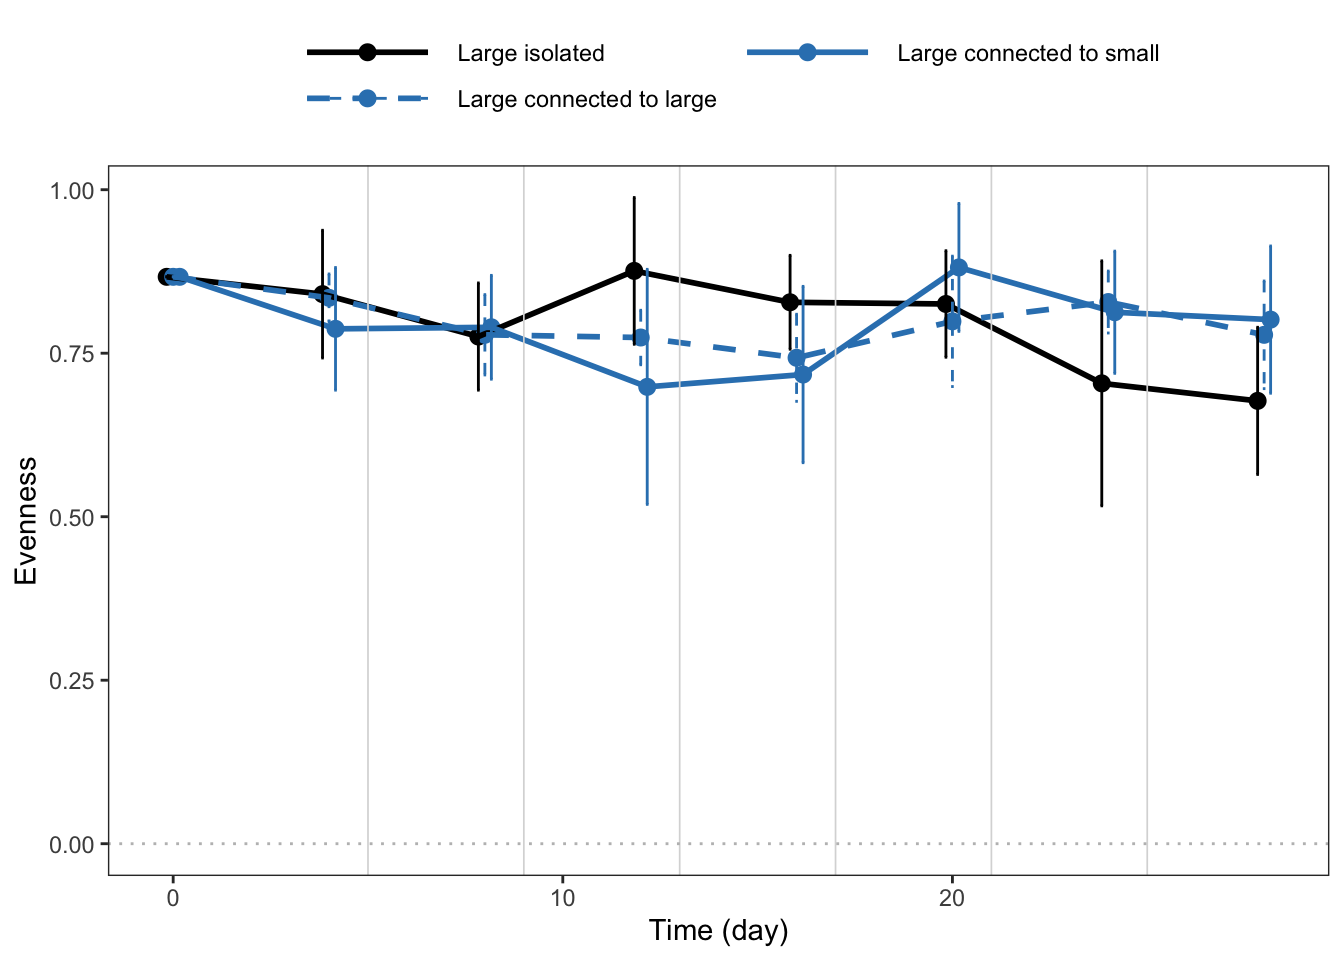 Large isolated
Large connected to small
Large connected to large
1.00
0.75
0.50
0.25
0.00
Evenness
0 10 20
Time (day)